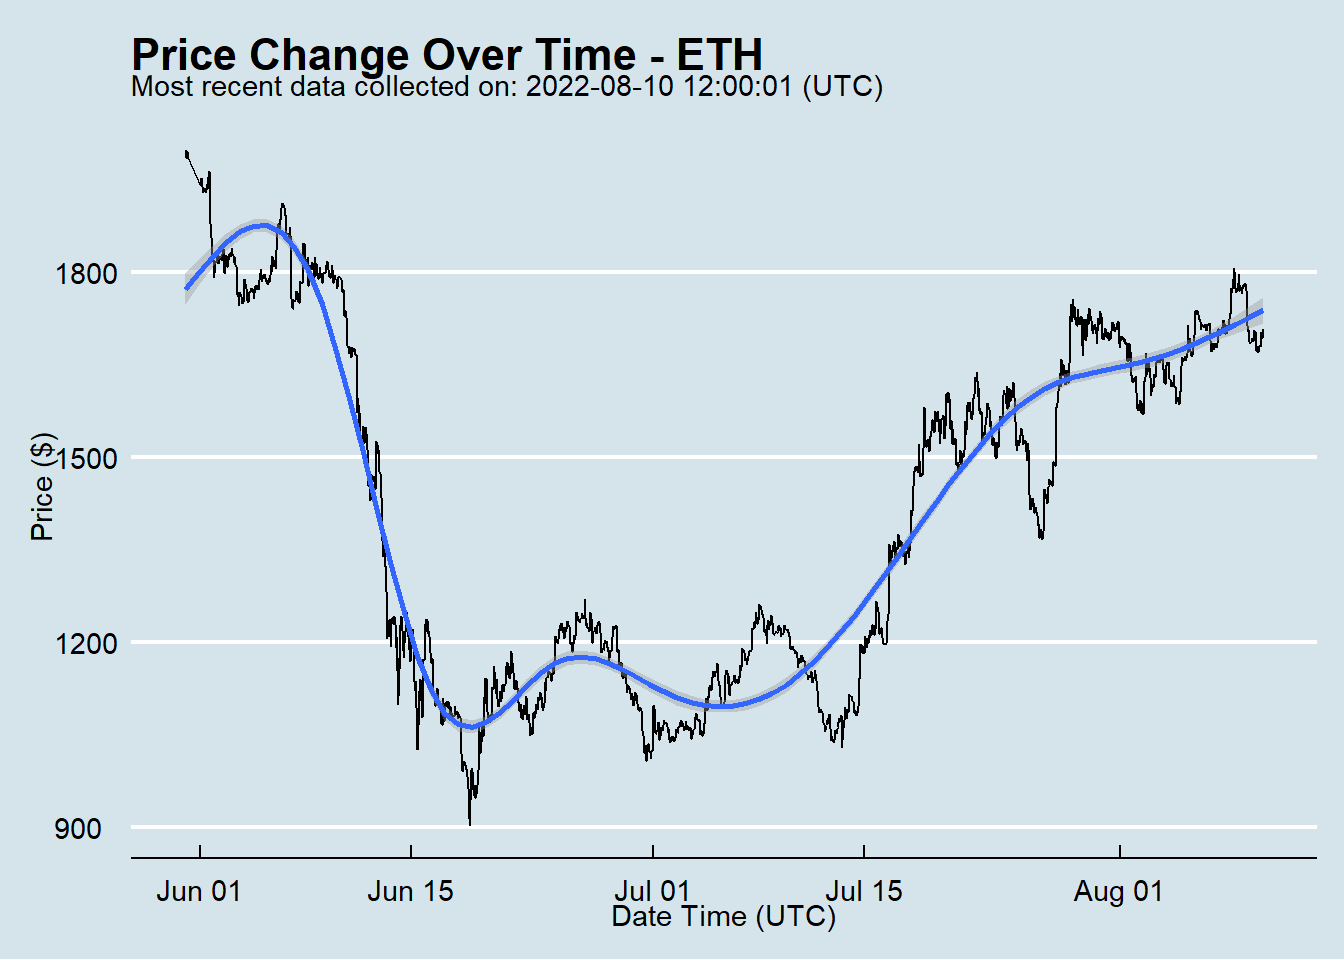 Price Change Over Time - ETH
Most recent data collected on: 2022-08-10 12:00:01 (UTC)
Price ($)
1800
1500
1200
900
Jun 01
Jun 15
Jul 01
Jul 15
Aug 01
Date Time (UTC)